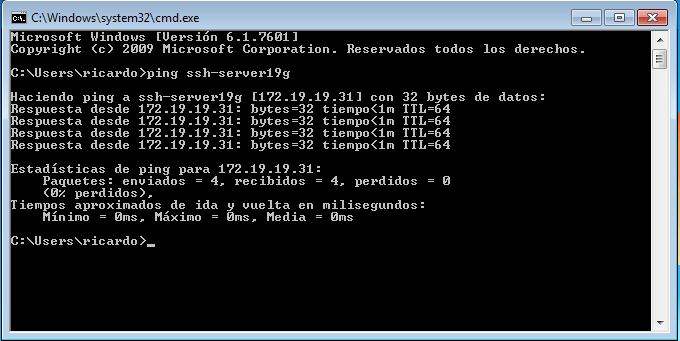 C:\Windows\system32\cmd.exe
Microsoft Windows [Versión 6.1.7601]
Copyright (c) 2009 Microsoft Corporation. Reservados todos los derechos.
C:\Users\ricardo>ping ssh-server19g
Haciendo ping a ssh-server19g [172.19.19.31] con 32 bytes de datos:
Respuesta desde 172.19.19.31: bytes=32 tiempo<1m TTL=64
Respuesta desde 172.19.19.31: bytes=32 tiempo<1m TTL=64
Respuesta desde 172.19.19.31: bytes=32 tiempo<1m TTL=64
Respuesta desde 172.19.19.31: bytes=32 tiempo<1m TTL=64
Estadísticas de ping para 172.19.19.31:
Paquetes: enviados = 4, recibidos = 4, perdidos = 0
(0% perdidos),
Tiempos aproximados de ida y vuelta en milisegundos:
Mínimo = 0ms, Máximo = 0ms, Media = 0ms
C:\Users\ricardo>_